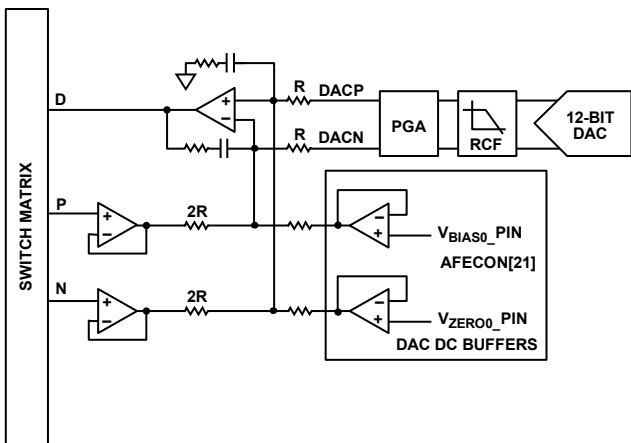 SWITCH MATRIX
D
P
N
+
−
R
DACP
R
DACN
PGA
RCF
12-BIT
DAC
+
−
2R
−
+
VBIAS0_PIN
AFECON[21]
+
−
2R
−
+
VZERO0_PIN
DAC DC BUFFERS